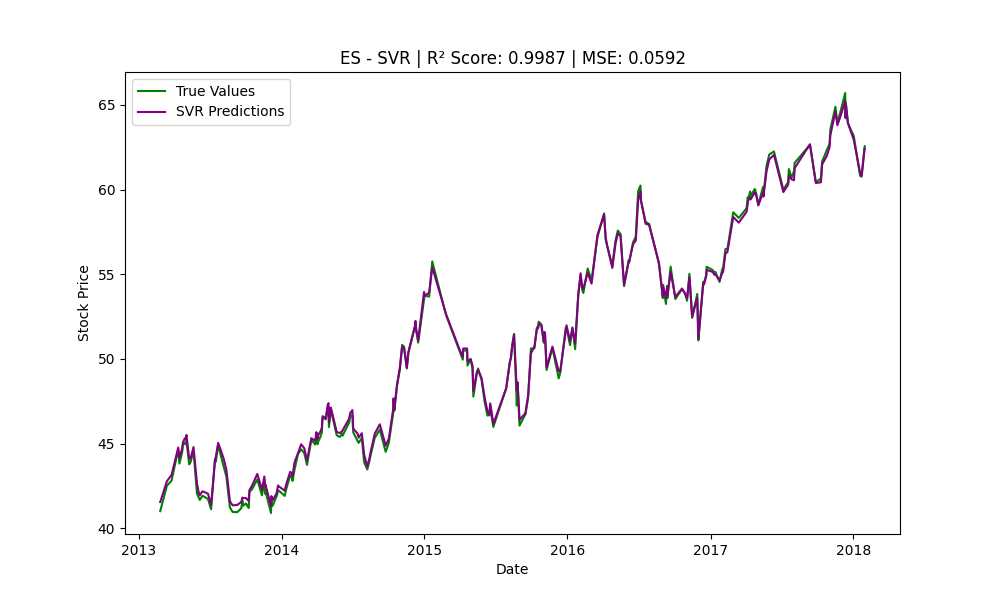 ES - SVR | R² Score: 0.9987 | MSE: 0.0592
True Values
SVR Predictions
Stock Price
65
60
55
50
45
40
2013
2014
2015
2016
2017
2018
Date